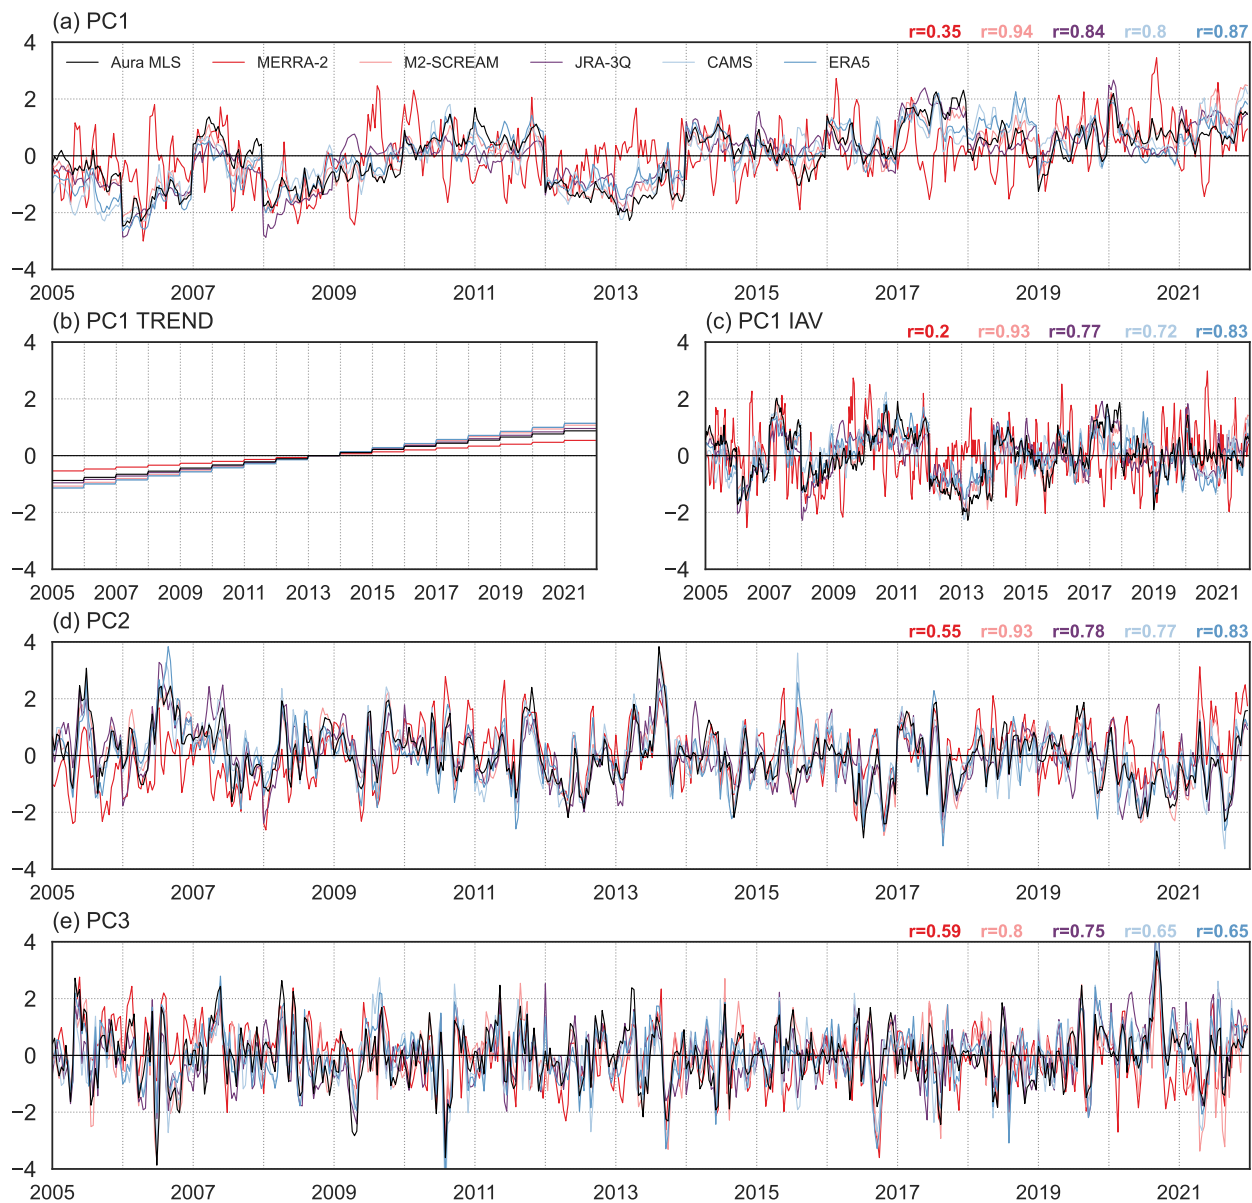 (a) PC1
r=0.35 r=0.94 r=0.84 r=0.8 r=0.87
Aura MLS MERRA-2 M2-SCREAM JRA-3Q CAMS ERA5
4
2
0
−2
−4
2005 2007 2009 2011 2013 2015 2017 2019 2021
(b) PC1 TREND
4
2
0
−2
−4
2005 2007 2009 2011 2013 2015 2017 2019 2021
(c) PC1 IAV
r=0.2 r=0.93 r=0.77 r=0.72 r=0.83
4
2
0
−2
−4
2005 2007 2009 2011 2013 2015 2017 2019 2021
(d) PC2
r=0.55 r=0.93 r=0.78 r=0.77 r=0.83
4
2
0
−2
−4
2005 2007 2009 2011 2013 2015 2017 2019 2021
(e) PC3
r=0.59 r=0.8 r=0.75 r=0.65 r=0.65
4
2
0
−2
−4
2005 2007 2009 2011 2013 2015 2017 2019 2021